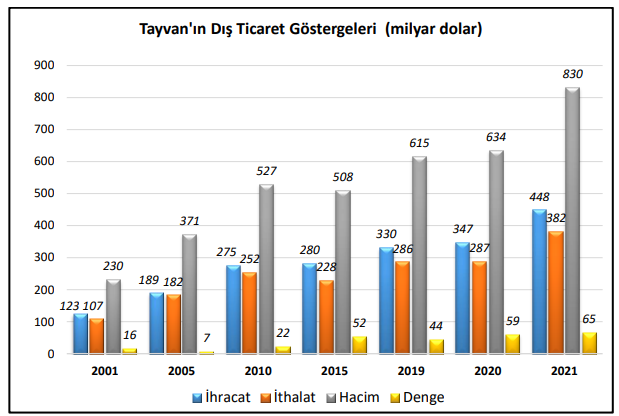 Tayvan'ın Dış Ticaret Göstergeleri (milyar dolar)
900
800
700
600
500
400
300
200
100
0
123 107 230 16
189 182 371 7
275 252 527 22
280 228 508 52
330 286 615 44
347 287 634 59
448 382 830 65
2001 2005 2010 2015 2019 2020 2021
İhracat İthalat Hacim Denge